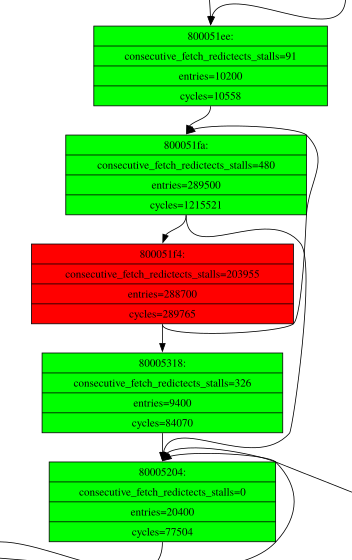 800051ee:
consecutive_fetch_redictects_stalls=91
entries=10200
cycles=10558
800051fa:
consecutive_fetch_redictects_stalls=480
entries=289500
cycles=1215521
800051f4:
consecutive_fetch_redictects_stalls=203955
entries=288700
cycles=289765
80005318:
consecutive_fetch_redictects_stalls=326
entries=9400
cycles=84070
80005204:
consecutive_fetch_redictects_stalls=0
entries=20400
cycles=77504